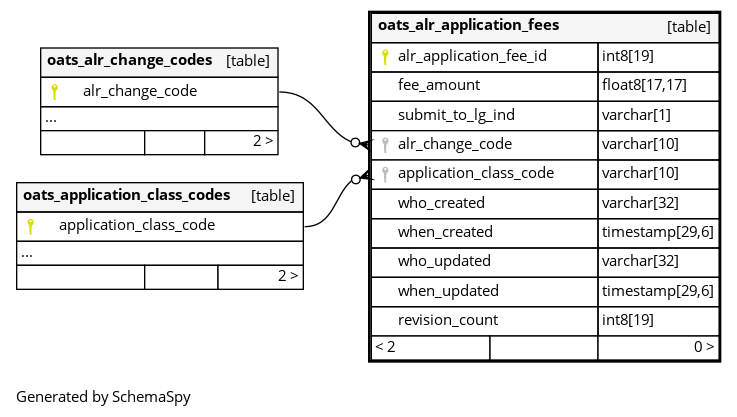 oats_alr_change_codes [table]
alr_change_code
...
2 >
oats_application_class_codes [table]
application_class_code
...
2 >
oats_alr_application_fees [table]
alr_application_fee_id int8[19]
fee_amount float8[17,17]
submit_to_lg_ind varchar[1]
alr_change_code varchar[10]
application_class_code varchar[10]
who_created varchar[32]
when_created timestamp[29,6]
who_updated varchar[32]
when_updated timestamp[29,6]
revision_count int8[19]
< 2 0 >
Generated by SchemaSpy